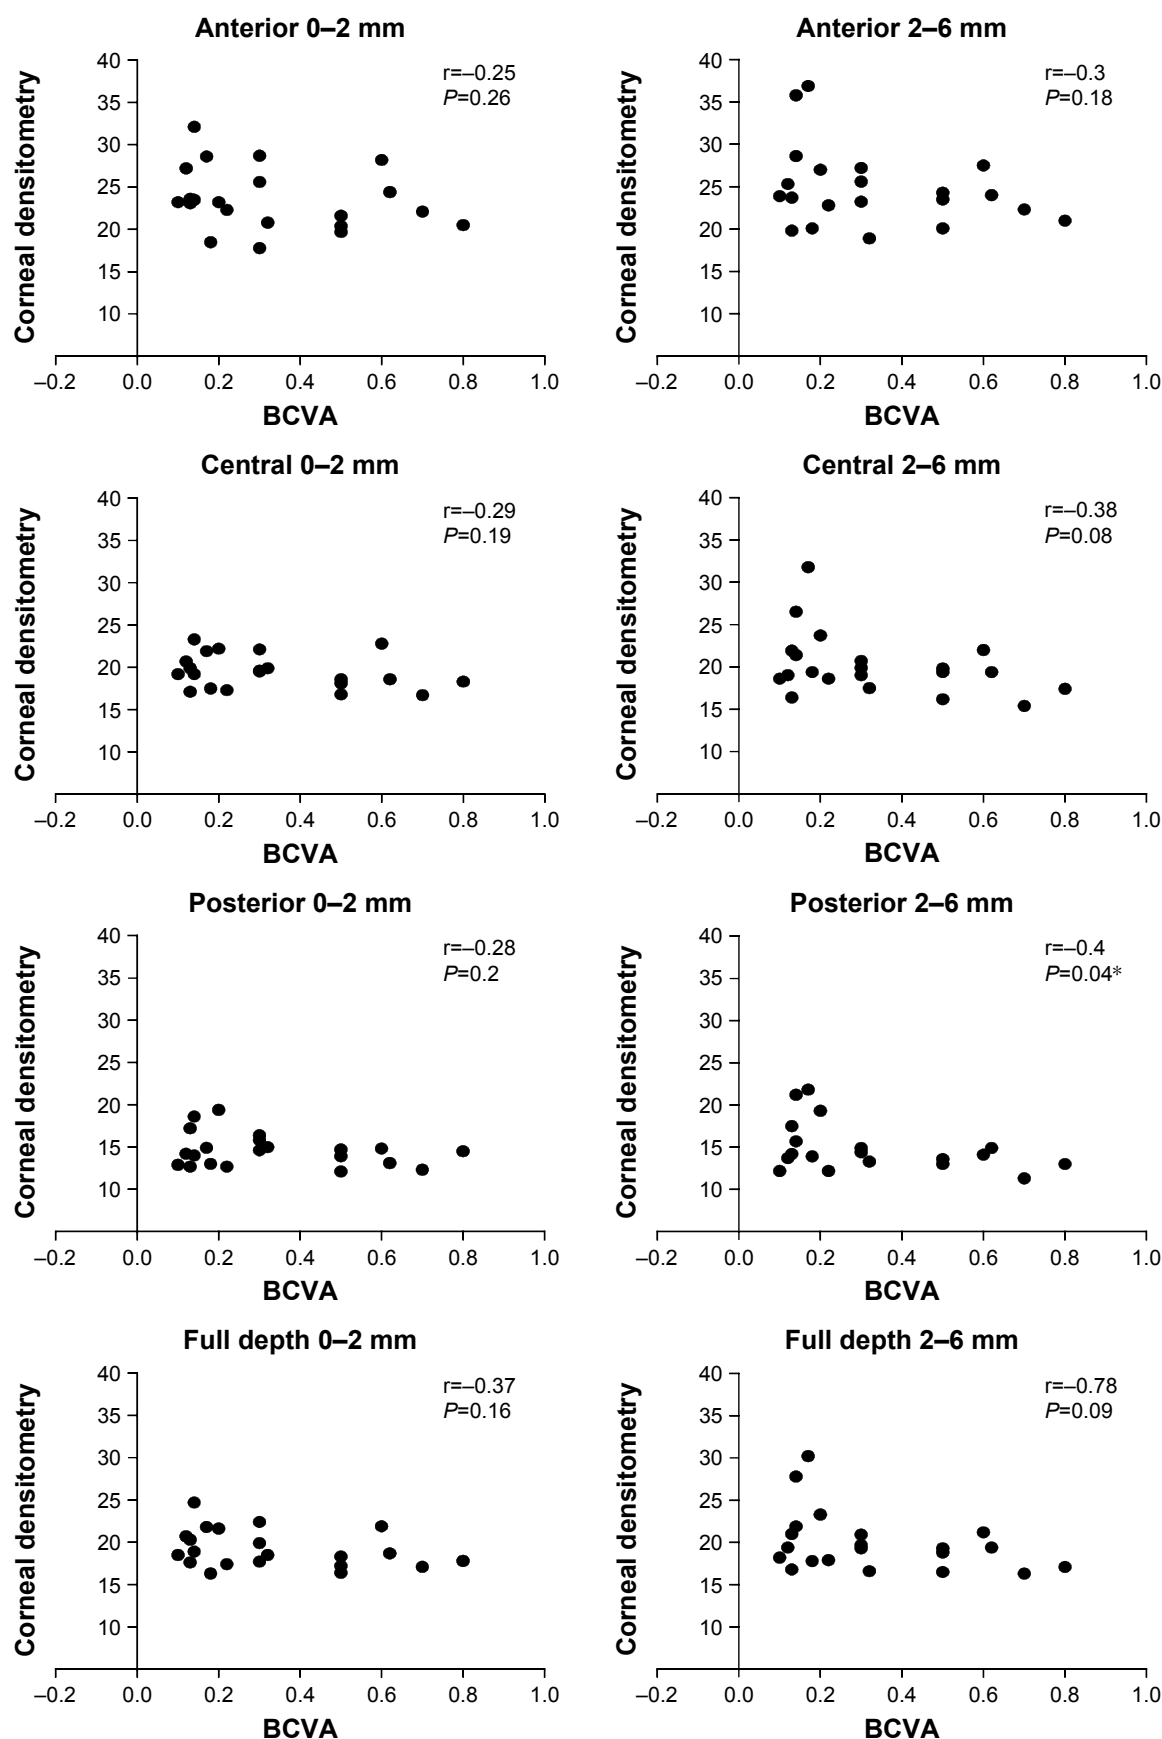 Anterior 0–2 mm
r=–0.25
P=0.26
Corneal densitometry
40
35
30
25
20
15
10
–0.2 0.0 0.2 0.4 0.6 0.8 1.0
BCVA
Anterior 2–6 mm
r=–0.3
P=0.18
Corneal densitometry
40
35
30
25
20
15
10
–0.2 0.0 0.2 0.4 0.6 0.8 1.0
BCVA
Central 0–2 mm
r=–0.29
P=0.19
Corneal densitometry
40
35
30
25
20
15
10
–0.2 0.0 0.2 0.4 0.6 0.8 1.0
BCVA
Central 2–6 mm
r=–0.38
P=0.08
Corneal densitometry
40
35
30
25
20
15
10
–0.2 0.0 0.2 0.4 0.6 0.8 1.0
BCVA
Posterior 0–2 mm
r=–0.28
P=0.2
Corneal densitometry
40
35
30
25
20
15
10
–0.2 0.0 0.2 0.4 0.6 0.8 1.0
BCVA
Posterior 2–6 mm
r=–0.4
P=0.04*
Corneal densitometry
40
35
30
25
20
15
10
–0.2 0.0 0.2 0.4 0.6 0.8 1.0
BCVA
Full depth 0–2 mm
r=–0.37
P=0.16
Corneal densitometry
40
35
30
25
20
15
10
–0.2 0.0 0.2 0.4 0.6 0.8 1.0
BCVA
Full depth 2–6 mm
r=–0.78
P=0.09
Corneal densitometry
40
35
30
25
20
15
10
–0.2 0.0 0.2 0.4 0.6 0.8 1.0
BCVA